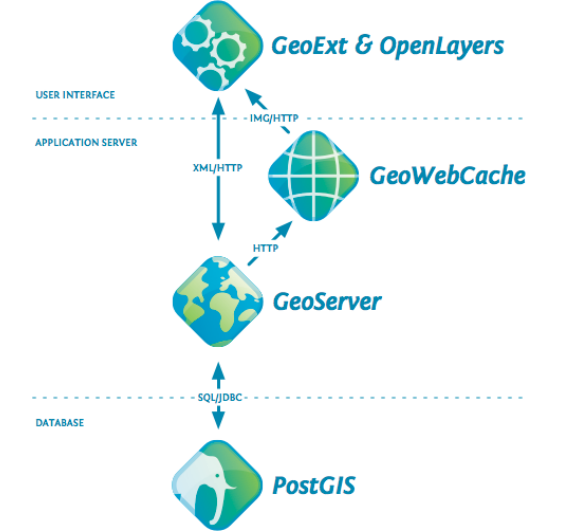 GeoExt & OpenLayers
USER INTERFACE
IMG/HTTP
APPLICATION SERVER
XML/HTTP
GeoWebCache
HTTP
GeoServer
SQL/JDBC
DATABASE
PostGIS